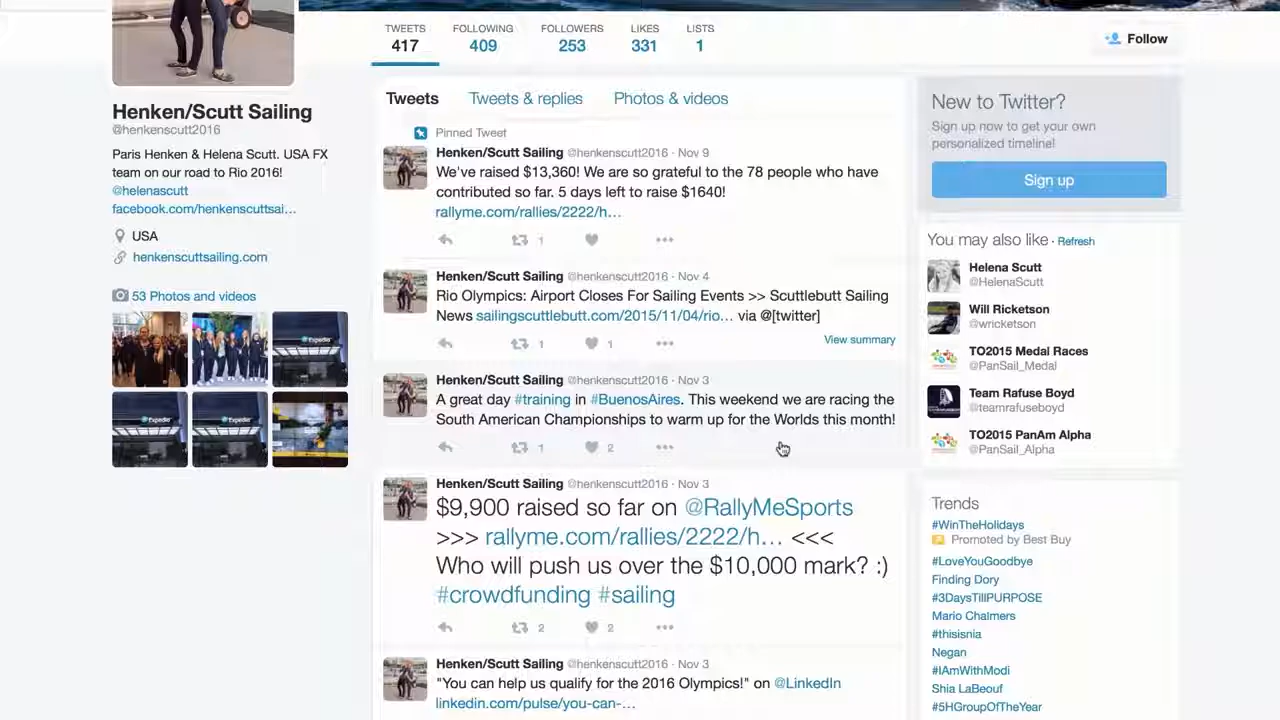 TWEETS FOLLOWING FOLLOWERS LIKES LISTS
417 409 253 331 1
Follow
Henken/Scutt Sailing
@henkenscutt2016
Paris Henken & Helena Scutt. USA FX
team on our road to Rio 2016!
@helenascutt
facebook.com/henkenscuttsai…
USA
henkenscuttsailing.com
53 Photos and videos
Expedia
Expedia
Expedia
Tweets Tweets & replies Photos & videos
Pinned Tweet
Henken/Scutt Sailing @henkenscutt2016 · Nov 9
We've raised $13,360! We are so grateful to the 78 people who have
contributed so far. 5 days left to raise $1640!
rallyme.com/rallies/2222/h…
1
Henken/Scutt Sailing @henkenscutt2016 · Nov 4
Rio Olympics: Airport Closes For Sailing Events >> Scuttlebutt Sailing
News sailingscuttlebutt.com/2015/11/04/rio… via @[twitter]
1 1
View summary
Henken/Scutt Sailing @henkenscutt2016 · Nov 3
A great day #training in #BuenosAires. This weekend we are racing the
South American Championships to warm up for the Worlds this month!
1 2
Henken/Scutt Sailing @henkenscutt2016 · Nov 3
$9,900 raised so far on @RallyMeSports
>>> rallyme.com/rallies/2222/h… <<<
Who will push us over the $10,000 mark? :)
#crowdfunding #sailing
2 2
Henken/Scutt Sailing @henkenscutt2016 · Nov 3
"You can help us qualify for the 2016 Olympics!" on @LinkedIn
linkedin.com/pulse/you-can-…
New to Twitter?
Sign up now to get your own
personalized timeline!
Sign up
You may also like · Refresh
Helena Scutt
@HelenaScutt
Will Ricketson
@wricketson
TO2015 Medal Races
@PanSail_Medal
Team Rafuse Boyd
@teamrafuseboyd
TO2015 PanAm Alpha
@PanSail_Alpha
Trends
#WinTheHolidays
Promoted by Best Buy
#LoveYouGoodbye
Finding Dory
#3DaysTillPURPOSE
Mario Chalmers
#thisisnia
Negan
#IAmWithModi
Shia LaBeouf
#5HGroupOfTheYear